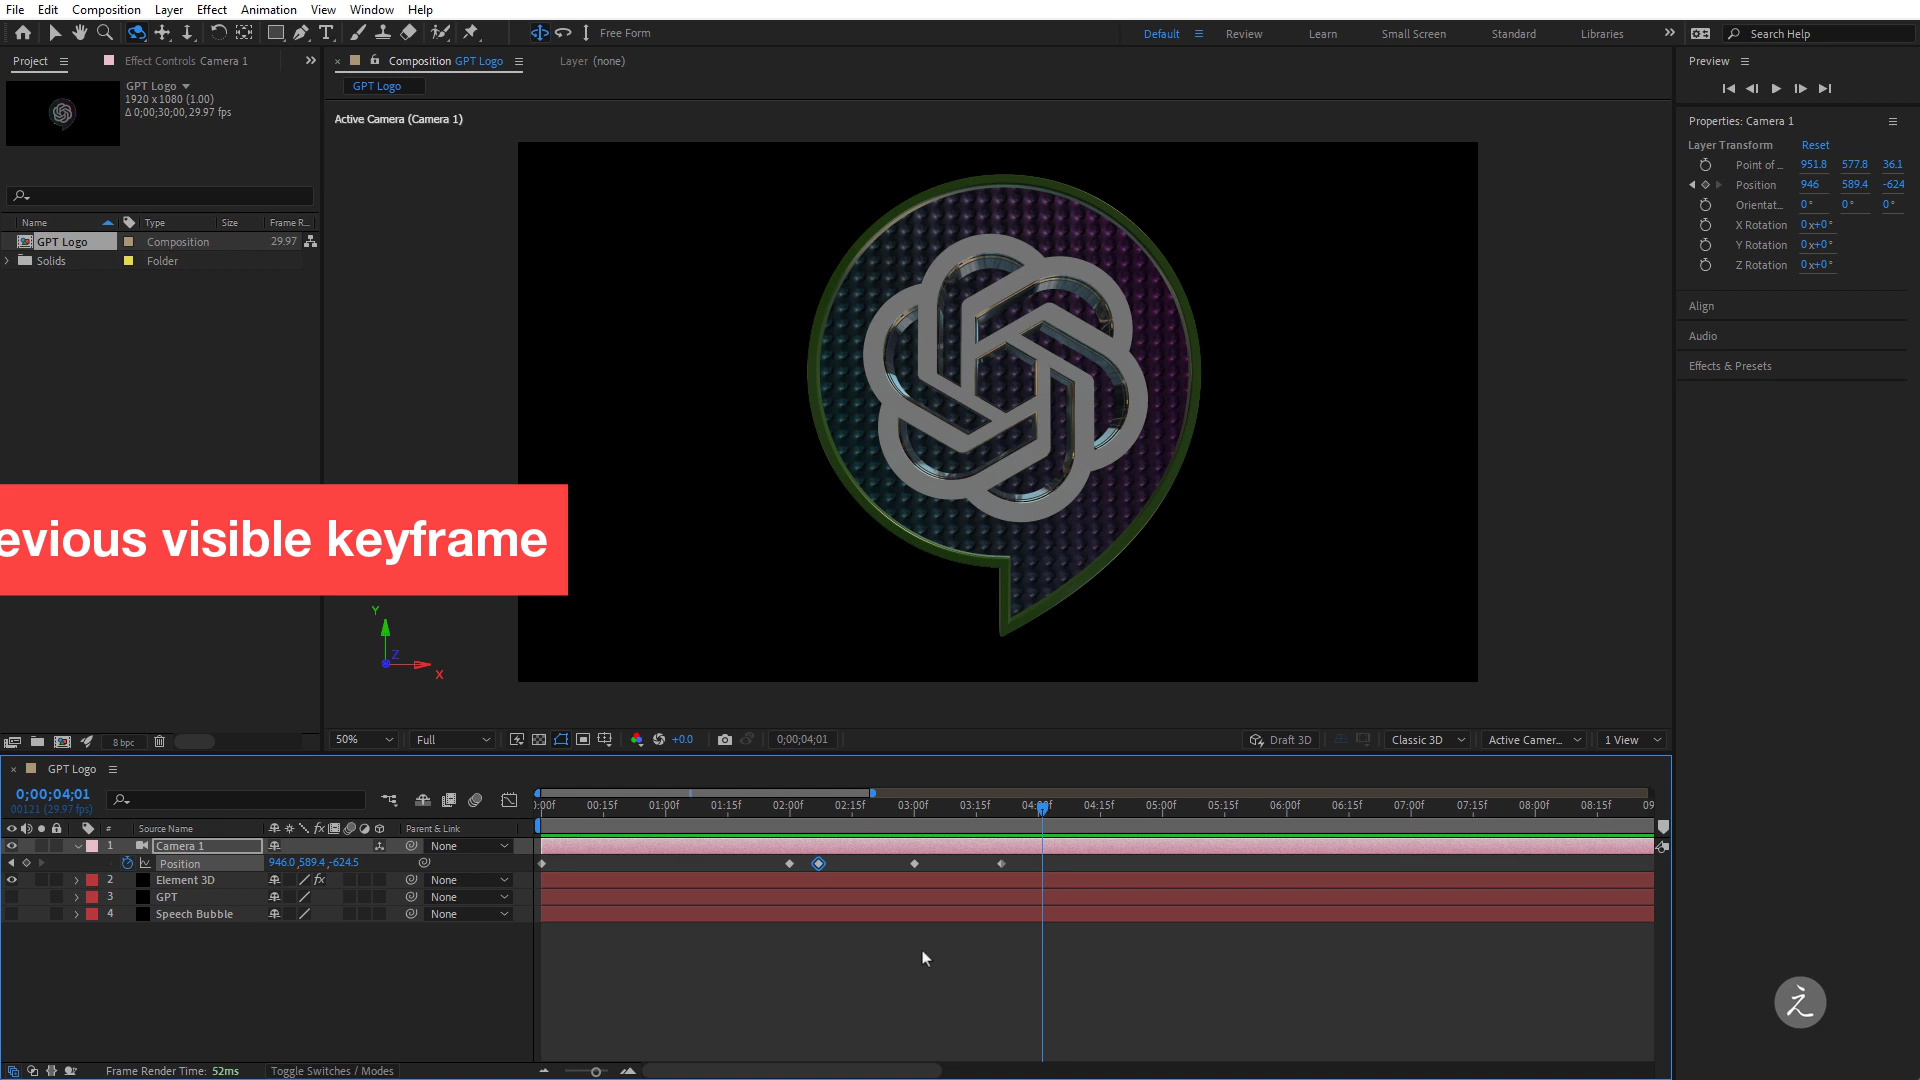 File Edit Composition Layer Effect Animation View Window Help
Free Form
Default Review Learn Small Screen Standard Libraries Search Help
Project Effect Controls Camera 1
Composition GPT Logo Layer (none)
GPT Logo
GPT Logo
1920 x 1080 (1.00)
Δ 0;00;30;00, 29.97 fps
Active Camera (Camera 1)
Name Type Size Frame R...
GPT Logo Composition 29.97
Solids Folder
evious visible keyframe
Y
Z
X
8 bpc
50% Full +0.0 0;00;04;01 Draft 3D Classic 3D Active Camer... 1 View
Preview
Properties: Camera 1
Layer Transform Reset
Point of ... 951.8 577.8 36.1
Position 946 589.4 -624
Orientat... 0° 0° 0°
X Rotation 0x+0°
Y Rotation 0x+0°
Z Rotation 0x+0°
Align
Audio
Effects & Presets
GPT Logo
0;00;04;01
00121 (29.97 fps)
:00f 00:15f 01:00f 01:15f 02:00f 02:15f 03:00f 03:15f 04:00f 04:15f 05:00f 05:15f 06:00f 06:15f 07:00f 07:15f 08:00f 08:15f 09
# Source Name fx Parent & Link
1 Camera 1 None
Position 946.0,589.4,-624.5
2 Element 3D fx None
3 GPT None
4 Speech Bubble None
之
Frame Render Time: 52ms Toggle Switches / Modes